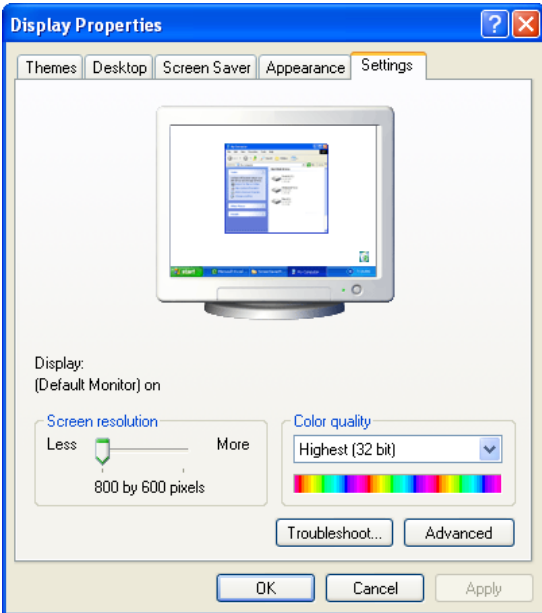 Display Properties
Themes Desktop Screen Saver Appearance Settings
start
Display:
(Default Monitor) on
Screen resolution
Less More
800 by 600 pixels
Color quality
Highest (32 bit)
Troubleshoot... Advanced
OK Cancel Apply